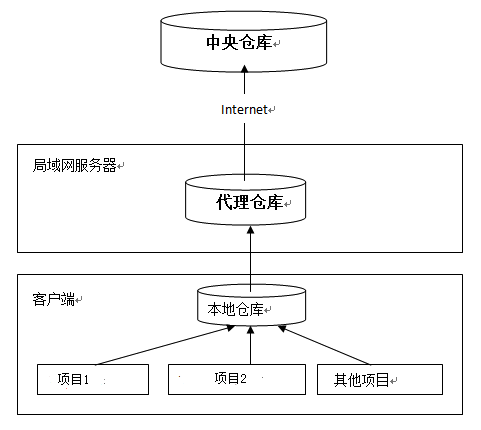 中央仓库
Internet
局域网服务器
代理仓库
客户端
本地仓库
项目1
项目2
其他项目